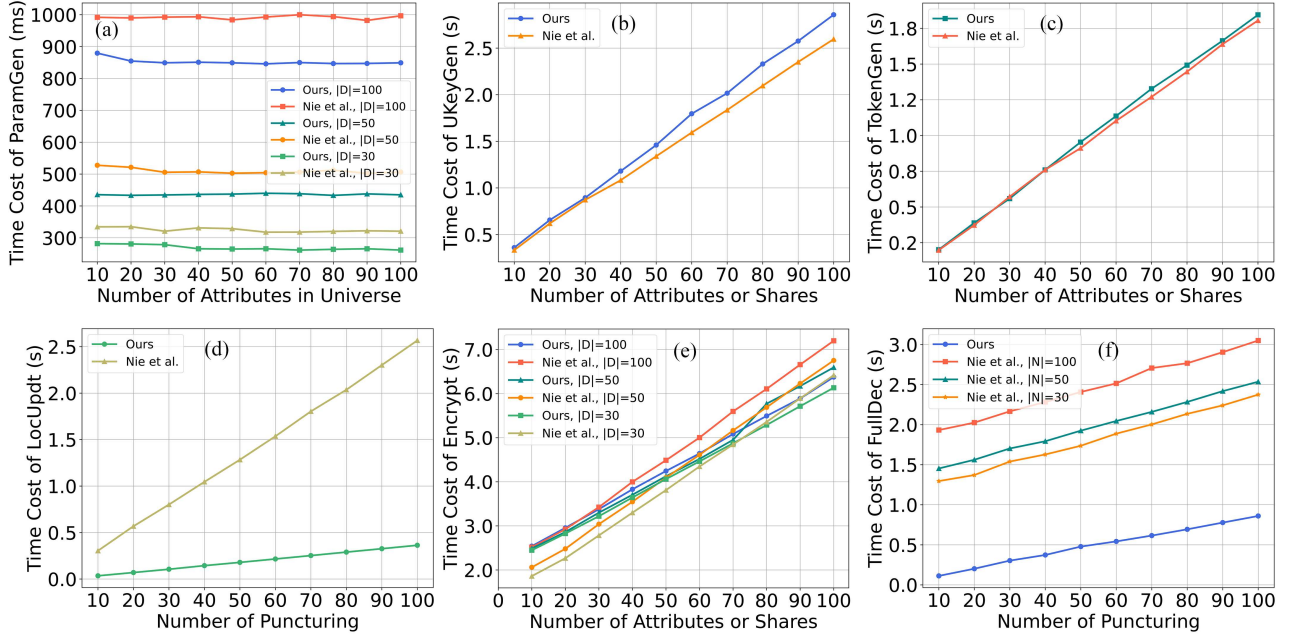 (a)
Time Cost of ParamGen (ms)
1000
900
800
700
600
500
400
300
Ours, |D|=100
Nie et al., |D|=100
Ours, |D|=50
Nie et al., |D|=50
Ours, |D|=30
Nie et al., |D|=30
10 20 30 40 50 60 70 80 90 100
Number of Attributes in Universe
(b)
Time Cost of UKeyGen (s)
2.5
2.0
1.5
1.0
0.5
Ours
Nie et al.
10 20 30 40 50 60 70 80 90 100
Number of Attributes or Shares
(c)
Time Cost of TokenGen (s)
1.8
1.2
1.0
0.8
0.5
0.2
Ours
Nie et al.
10 20 30 40 50 60 70 80 90 100
Number of Attributes or Shares
(d)
Time Cost of LocUpdt (s)
2.5
2.0
1.5
1.0
0.5
0.0
Ours
Nie et al.
10 20 30 40 50 60 70 80 90 100
Number of Puncturing
(e)
Time Cost of Encrypt (s)
7.0
6.0
5.0
4.0
3.0
2.0
Ours, |D|=100
Nie et al., |D|=100
Ours, |D|=50
Nie et al., |D|=50
Ours, |D|=30
Nie et al., |D|=30
0 10 20 30 40 50 60 70 80 90 100
Number of Attributes or Shares
(f)
Time Cost of FullDec (s)
3.0
2.5
2.0
1.5
1.0
0.5
0.0
Ours
Nie et al., |N|=100
Nie et al., |N|=50
Nie et al., |N|=30
10 20 30 40 50 60 70 80 90 100
Number of Puncturing